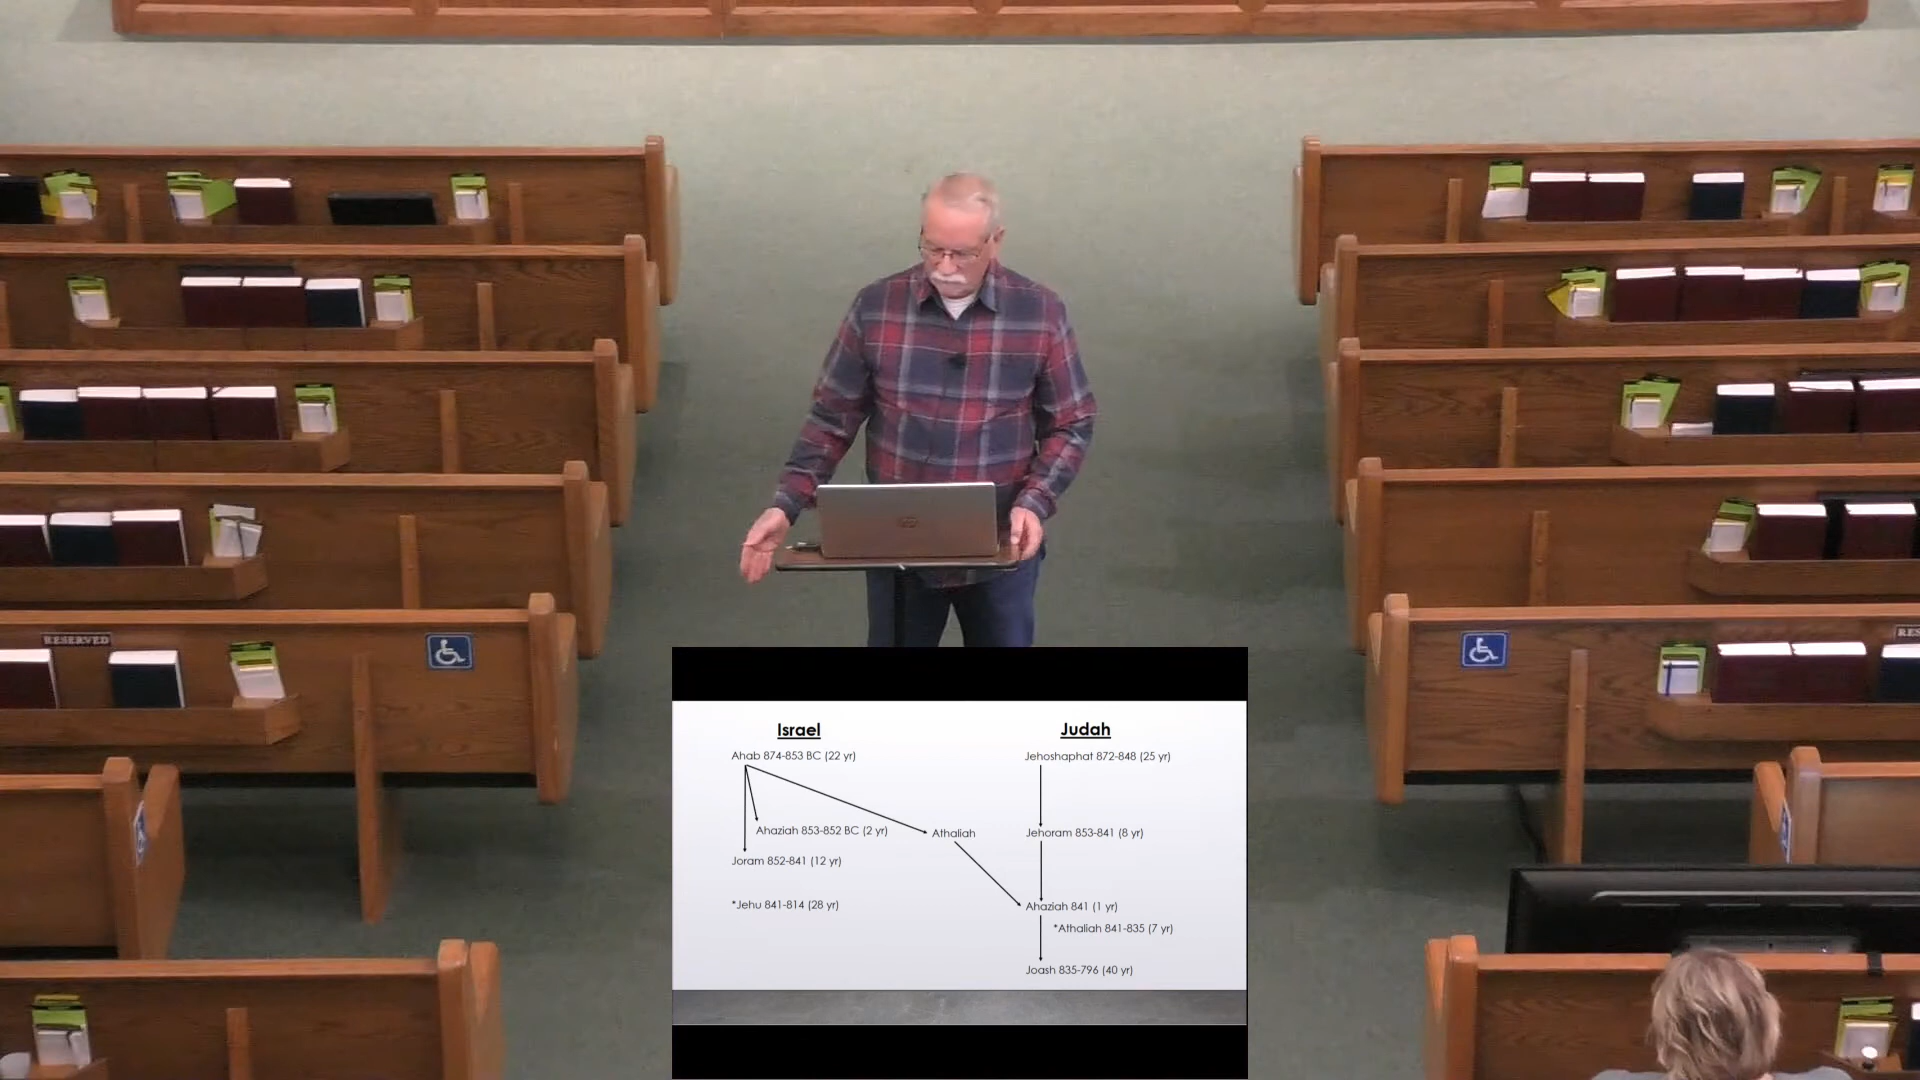 RESERVED
RES
Israel
Judah
Ahab 874-853 BC (22 yr)
Jehoshaphat 872-848 (25 yr)
Ahaziah 853-852 BC (2 yr)
Athaliah
Jehoram 853-841 (8 yr)
Joram 852-841 (12 yr)
*Jehu 841-814 (28 yr)
Ahaziah 841 (1 yr)
*Athaliah 841-835 (7 yr)
Joash 835-796 (40 yr)